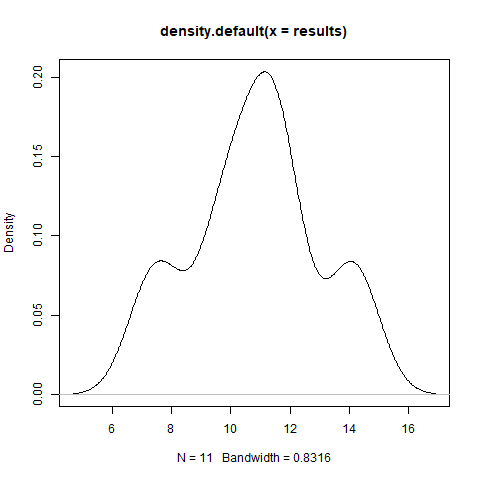 density.default(x = results)
Density
0.20
0.15
0.10
0.05
0.00
6 8 10 12 14 16
N = 11 Bandwidth = 0.8316